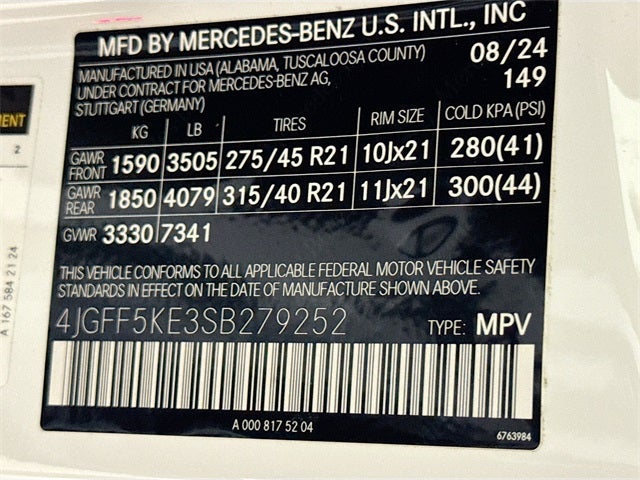 MFD BY MERCEDES-BENZ U.S. INTL., INC
MANUFACTURED IN USA (ALABAMA, TUSCALOOSA COUNTY) 08/24
UNDER CONTRACT FOR MERCEDES-BENZ AG, 149
STUTTGART (GERMANY)
KG LB TIRES RIM SIZE COLD KPA (PSI)
GAWR FRONT 1590 3505 275/45 R21 10Jx21 280(41)
GAWR REAR 1850 4079 315/40 R21 11Jx21 300(44)
GVWR 3330 7341
THIS VEHICLE CONFORMS TO ALL APPLICABLE FEDERAL MOTOR VEHICLE SAFETY
STANDARDS IN EFFECT ON THE DATE OF MANUFACTURE SHOWN ABOVE.
4JGFF5KE3SB279252 TYPE: MPV
A 000 817 52 04
6763984
2
A 167 584 21 24